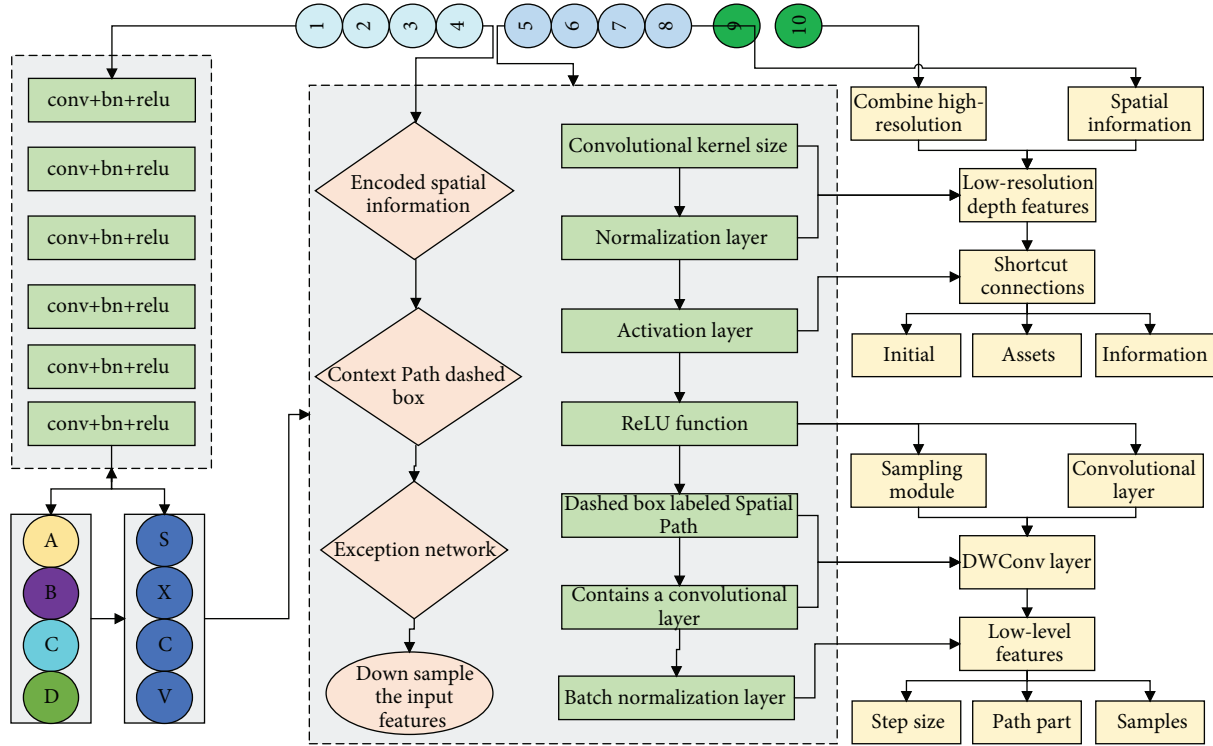 1 2 3 4 5 6 7 8 9 10
conv+bn+relu
conv+bn+relu
conv+bn+relu
conv+bn+relu
conv+bn+relu
conv+bn+relu
A
B
C
D
S
X
C
V
Encoded spatial
information
Context Path dashed
box
Exception network
Down sample
the input
features
Convolutional kernel size
Normalization layer
Activation layer
ReLU function
Dashed box labeled Spatial
Path
Contains a convolutional
layer
Batch normalization layer
Combine high-
resolution
Spatial
information
Low-resolution
depth features
Shortcut
connections
Initial
Assets
Information
Sampling
module
Convolutional
layer
DWConv layer
Low-level
features
Step size
Path part
Samples